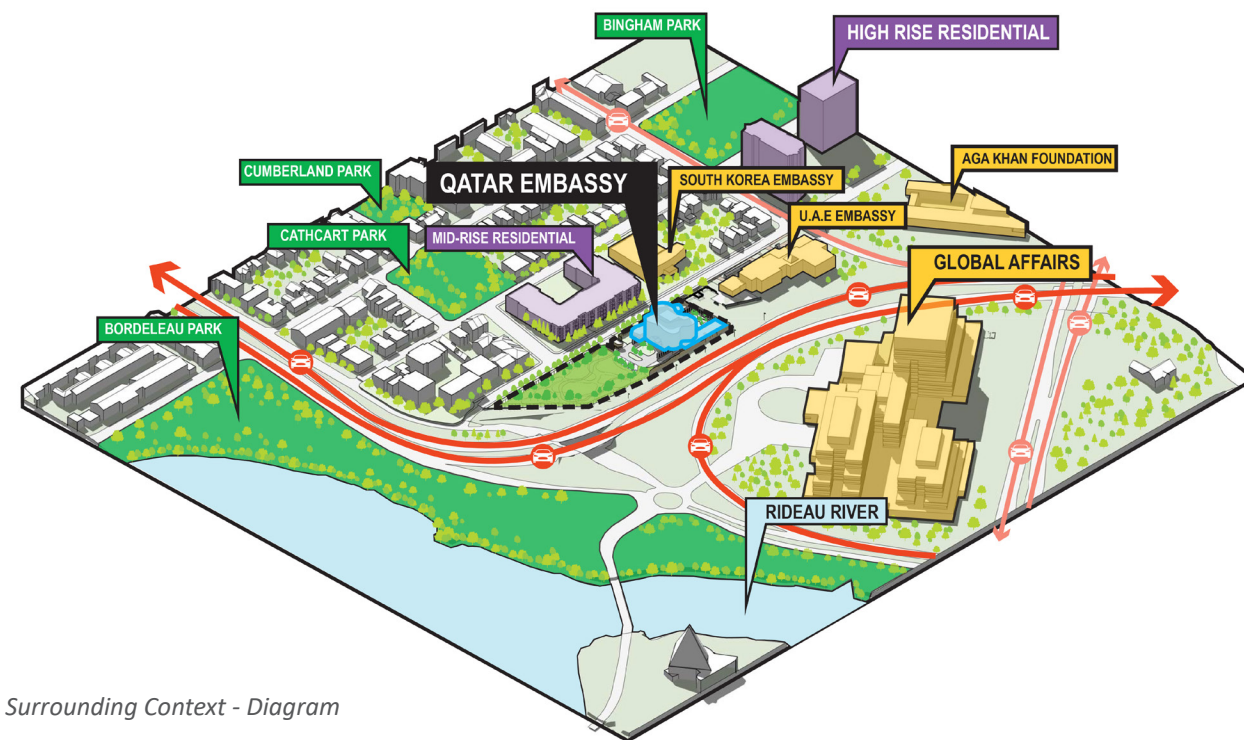 BINGHAM PARK
HIGH RISE RESIDENTIAL
AGA KHAN FOUNDATION
CUMBERLAND PARK
QATAR EMBASSY
SOUTH KOREA EMBASSY
U.A.E EMBASSY
CATHCART PARK
MID-RISE RESIDENTIAL
GLOBAL AFFAIRS
BORDELEAU PARK
RIDEAU RIVER
Surrounding Context - Diagram